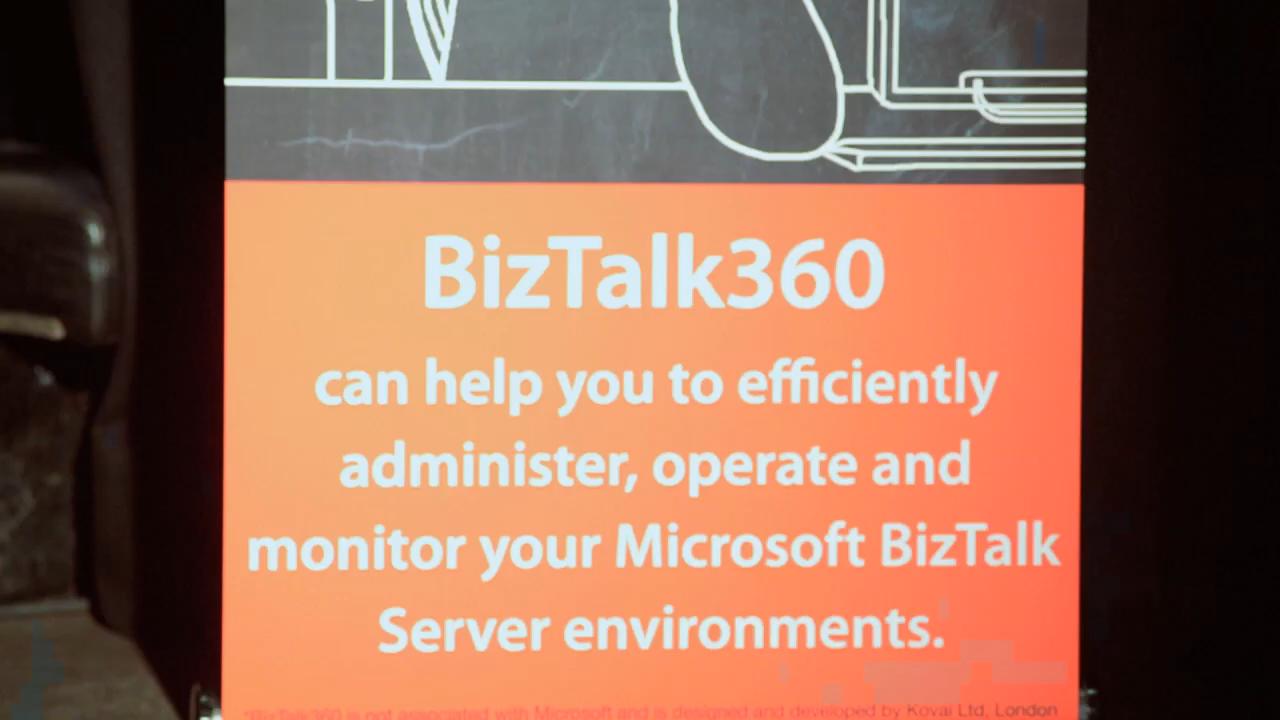 BizTalk360
can help you to efficiently
administer, operate and
monitor your Microsoft BizTalk
Server environments.
*BizTalk360 is not associated with Microsoft and is designed and developed by Kovai Ltd, London